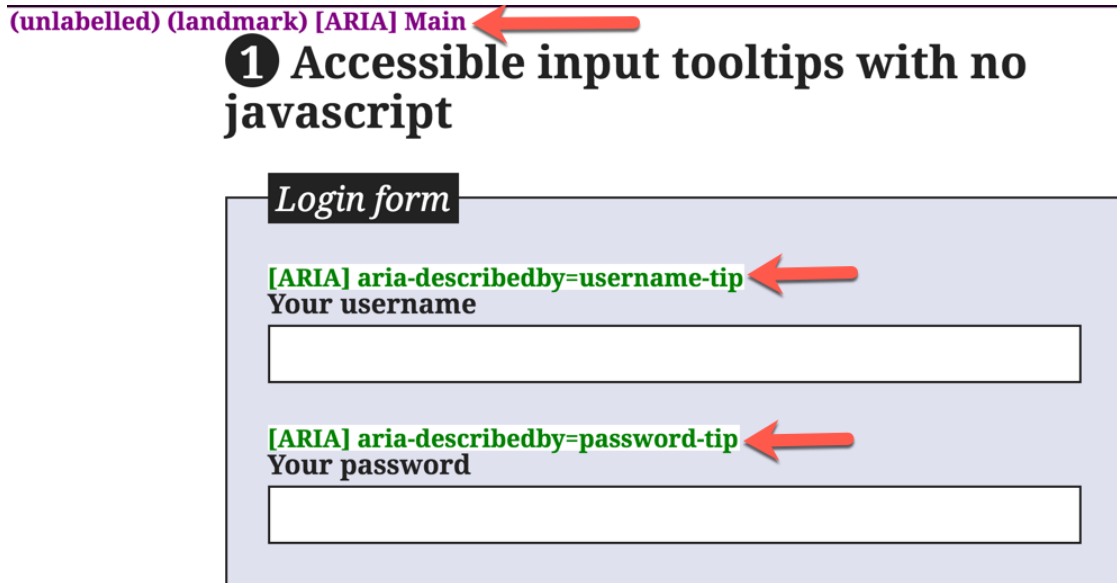 (unlabelled) (landmark) [ARIA] Main
❶ Accessible input tooltips with no
javascript
Login form
[ARIA] aria-describedby=username-tip
Your username
[ARIA] aria-describedby=password-tip
Your password